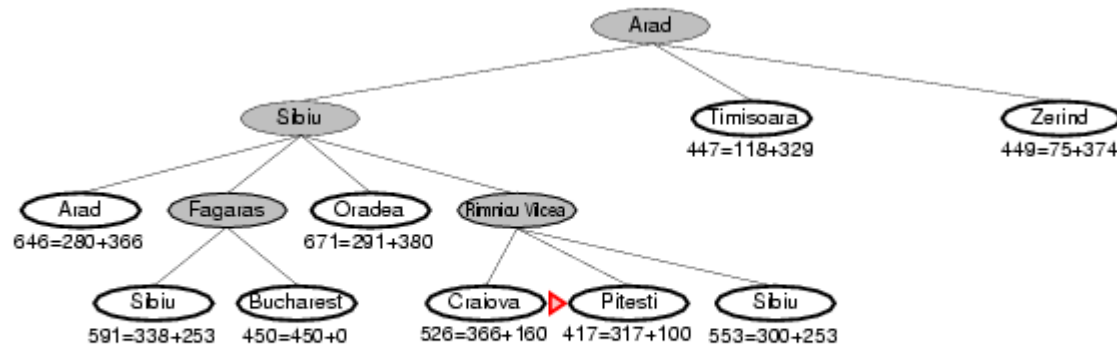 Arad
Sibiu
Timisoara
Zerind
447=118+329
449=75+374
Arad
Fagaras
Oradea
Rimnicu Vilcea
646=280+366
671=291+380
Sibiu
Bucharest
Craiova
Pitesti
Sibiu
591=338+253
450=450+0
526=366+160
417=317+100
553=300+253